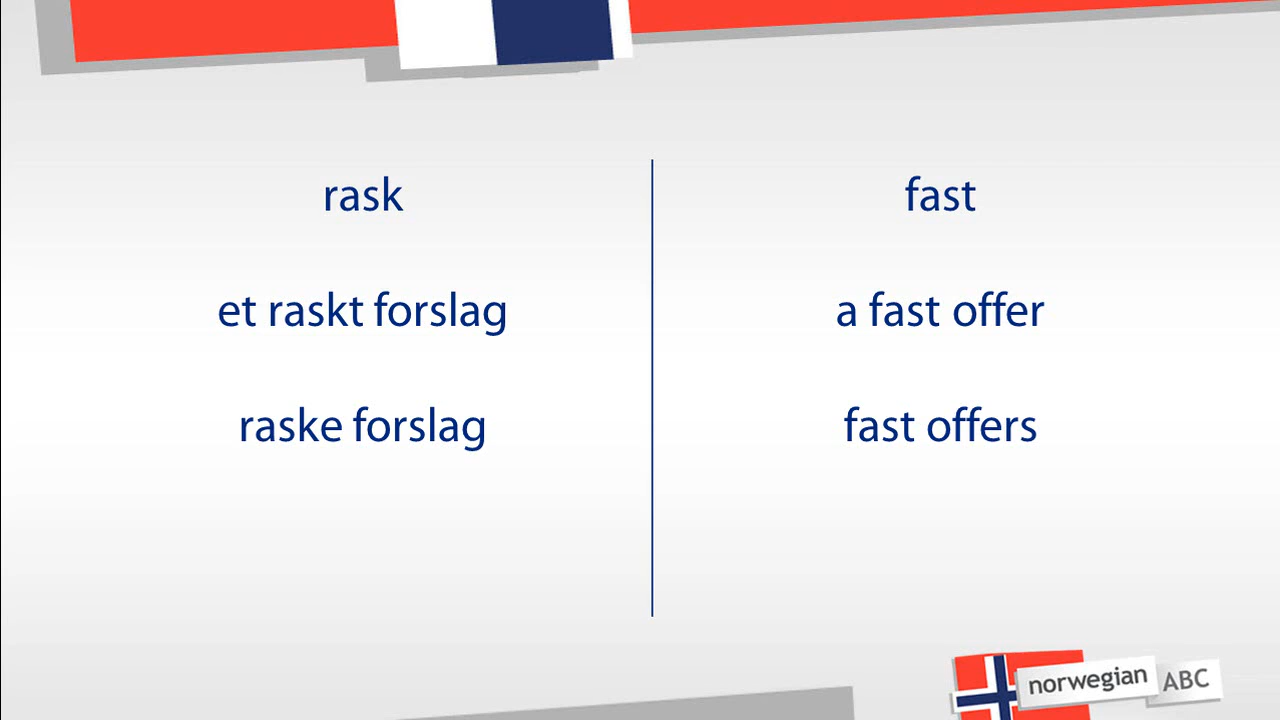 rask
fast
et raskt forslag
a fast offer
raske forslag
fast offers
norwegian ABC